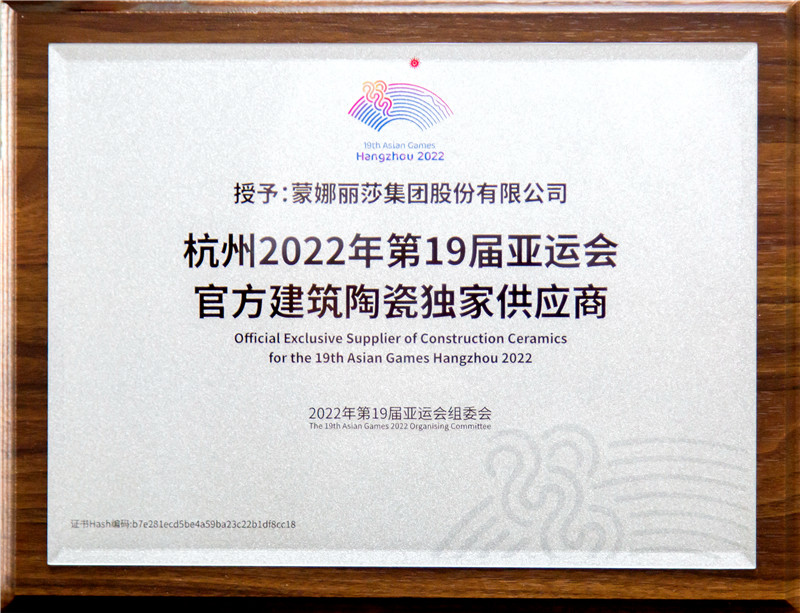 19th Asian Games
Hangzhou 2022
授予：蒙娜丽莎集团股份有限公司
杭州2022年第19届亚运会
官方建筑陶瓷独家供应商
Official Exclusive Supplier of Construction Ceramics
for the 19th Asian Games Hangzhou 2022
2022年第19届亚运会组委会
The 19th Asian Games 2022 Organising Committee
证书Hash编码:b7e281ecd5be4a59ba23c22b1df8cc18